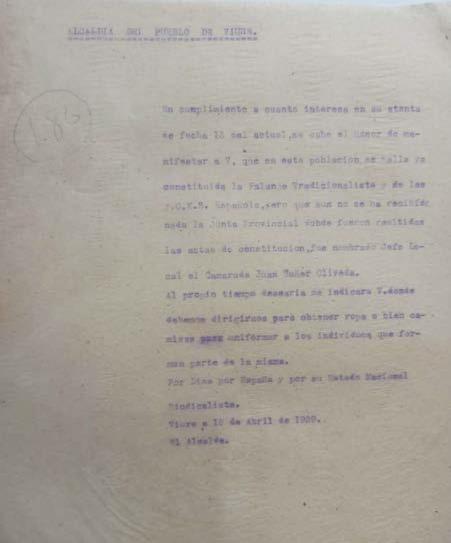 ALCALDIA DEL PUEBLO DE VIURE.
186
En cumplimiento a cuanto interesa en su atenta
de fecha 15 del actual, me cabe el honor de ma-
nifestar a V. que en esta población, se halla ya
constituida la Falange Tradicionalista y de las
J.O.N.S. Española, pero que aun no se ha recibido
nada la Junta Provincial donde fueron remitidas
las actas de constitucion, fue nombrado Jefe Lo-
cal el Camarada Juan Suñer Oliveda.
Al propio tiempo desearia me indicara V. donde
debemos dirigirnos para obtener ropa o bien ca-
misas para uniformar a los individuos que for-
man parte de la misma.
Por Dios por España y por su Estado Nacional
Sindicalista.
Viure a 18 de Abril de 1939.
El Alcalde.